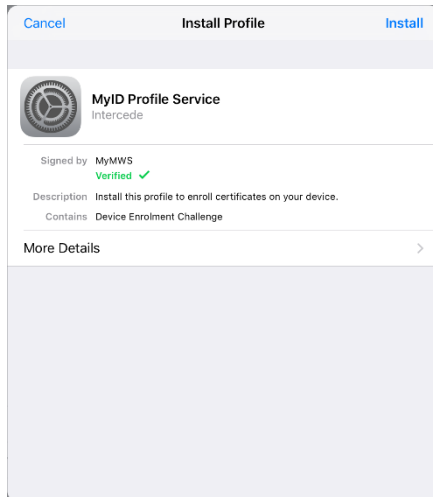 Cancel Install Profile Install
MyID Profile Service
Intercede
Signed by MyMWS
Verified ✓
Description Install this profile to enroll certificates on your device.
Contains Device Enrolment Challenge
More Details